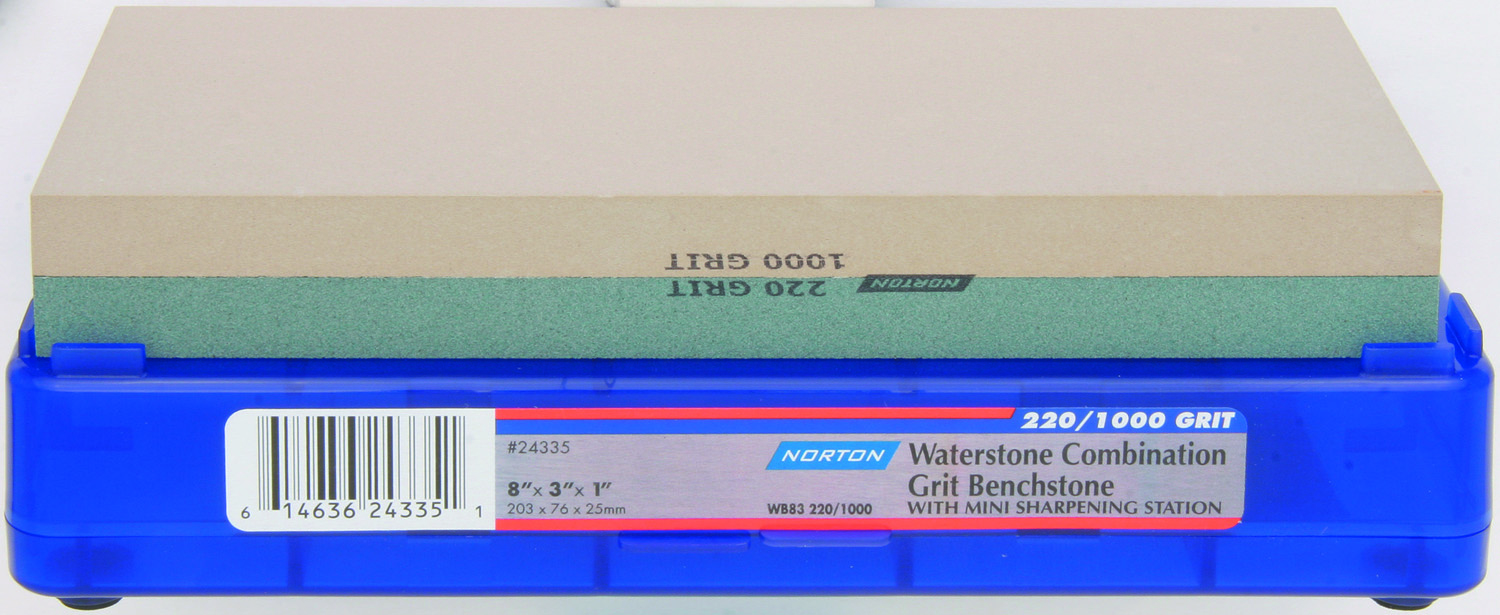 1000 GRIT
220 GRIT
NORTON
220/1000 GRIT
#24335
8"x 3"x 1"
203 x 76 x 25mm
6 14636 24335 1
NORTON
WB83 220/1000
Waterstone Combination
Grit Benchstone
WITH MINI SHARPENING STATION